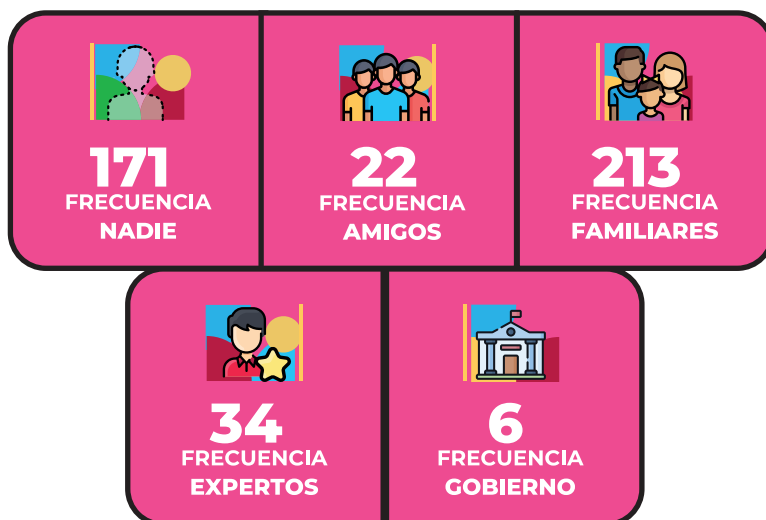 171
FRECUENCIA
NADIE
22
FRECUENCIA
AMIGOS
213
FRECUENCIA
FAMILIARES
34
FRECUENCIA
EXPERTOS
6
FRECUENCIA
GOBIERNO